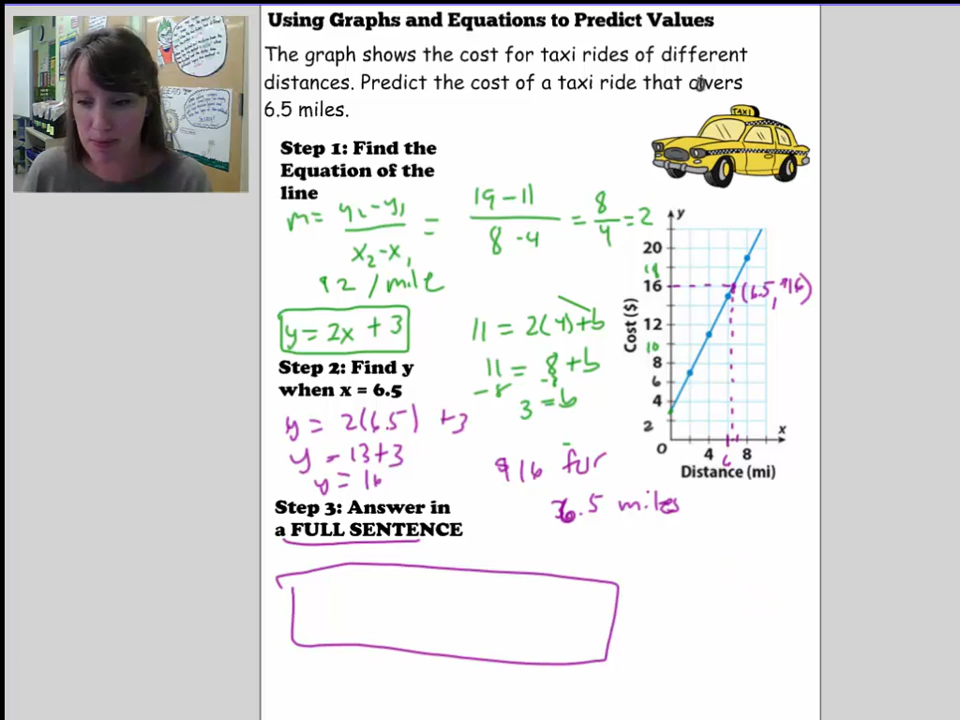 Using Graphs and Equations to Predict Values
The graph shows the cost for taxi rides of different
distances. Predict the cost of a taxi ride that covers
6.5 miles.
TAXI
Step 1: Find the
Equation of the
line
m = y₂-y₁ / x₂-x₁ = 19-11 / 8-4 = 8/4 = 2
$2 / mile
y = 2x + 3
11 = 2(4)+b
11 = 8 +b
-8 -8
3 = b
Step 2: Find y
when x = 6.5
y = 2(6.5) +3
y = 13+3
y = 16
$16 for
6.5 miles
Step 3: Answer in
a FULL SENTENCE
y
20
18
16
12
10
8
6
4
2
O
4
6
8
x
Cost ($)
Distance (mi)
(6.5, $16)